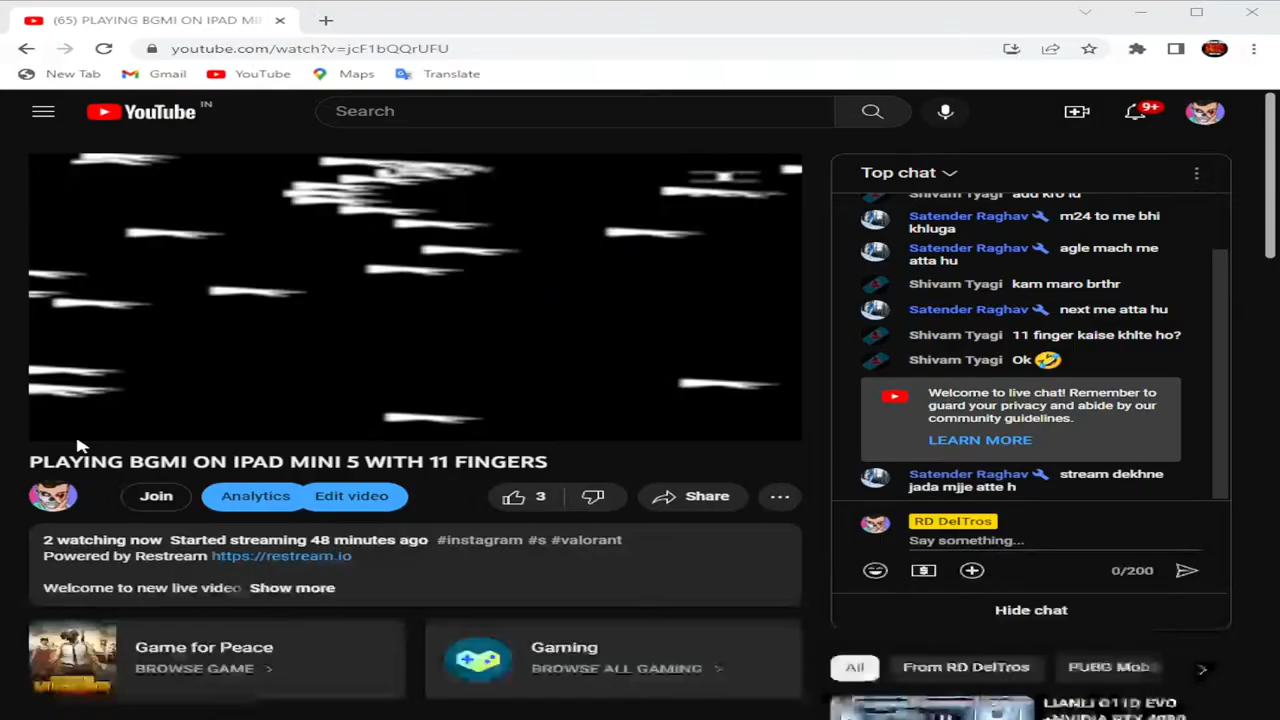 (65) PLAYING BGMI ON IPAD MI
youtube.com/watch?v=jcF1bQQrUFU
New Tab Gmail YouTube Maps Translate
YouTube IN
Search
9+
Top chat
Shivam Tyagi add kro id
Satender Raghav m24 to me bhi
khluga
Satender Raghav agle mach me
atta hu
Shivam Tyagi kam maro brthr
Satender Raghav next me atta hu
Shivam Tyagi 11 finger kaise khlte ho?
Shivam Tyagi Ok 🤣
Welcome to live chat! Remember to
guard your privacy and abide by our
community guidelines.
LEARN MORE
Satender Raghav stream dekhne
jada mjje atte h
RD DelTros
Say something...
0/200
Hide chat
PLAYING BGMI ON IPAD MINI 5 WITH 11 FINGERS
Join Analytics Edit video 3 Share
2 watching now Started streaming 48 minutes ago #instagram #s #valorant
Powered by Restream https://restream.io
Welcome to new live video Show more
Game for Peace
BROWSE GAME
Gaming
BROWSE ALL GAMING
All From RD DelTros PUBG Mob
LIANLI O11D EVO